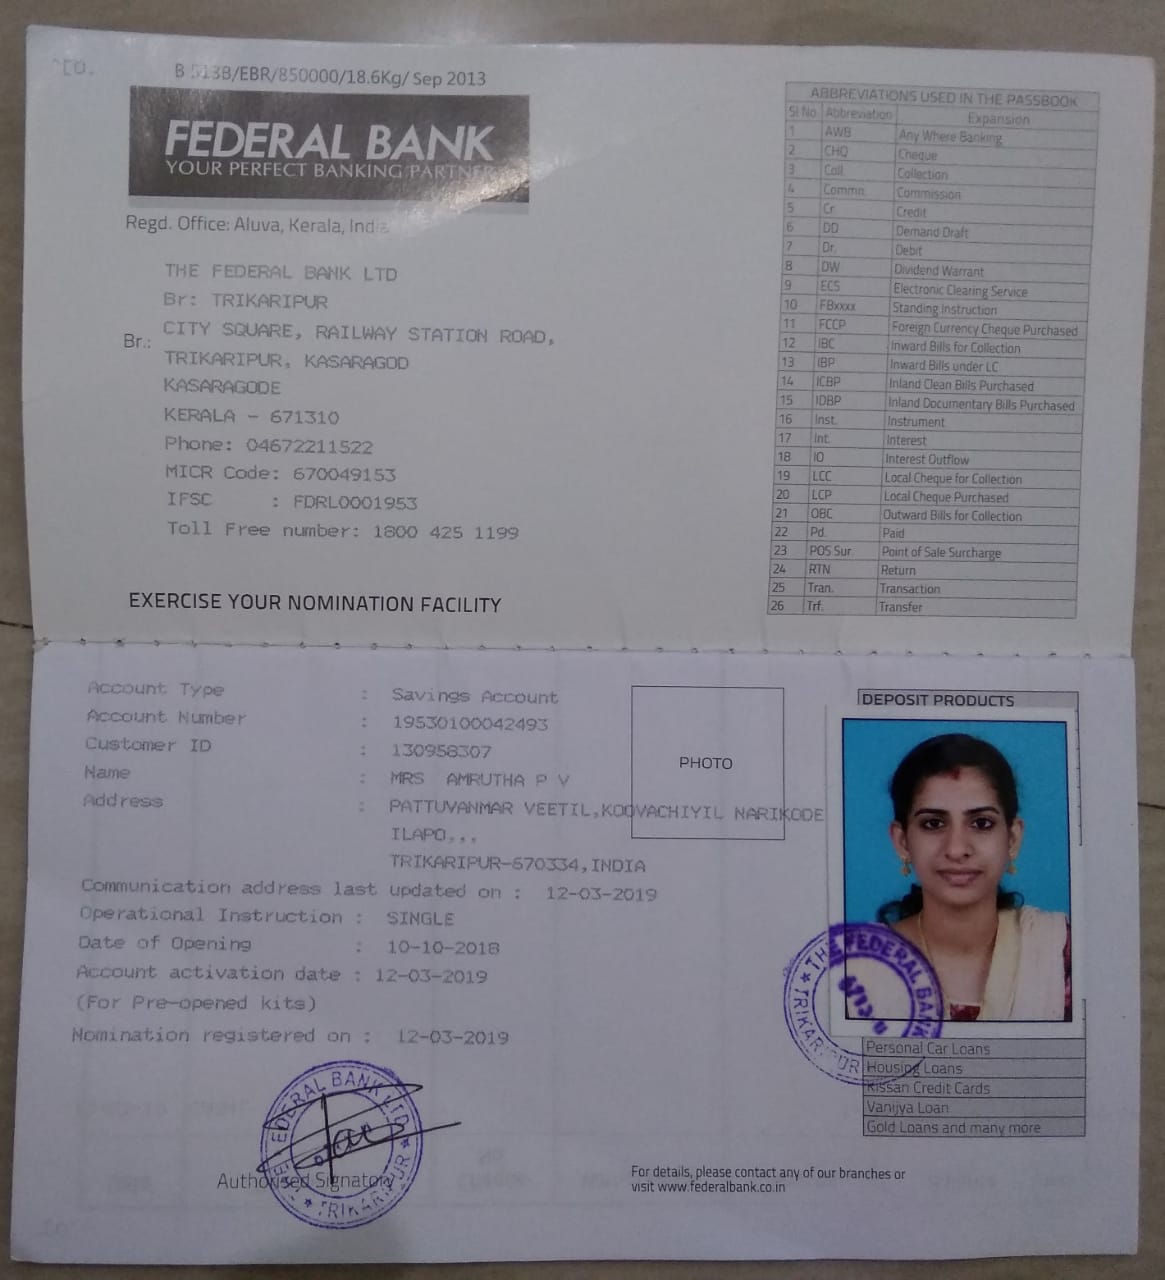 B 513B/EBR/850000/18.6Kg/ Sep 2013
FEDERAL BANK
YOUR PERFECT BANKING PARTNER
Regd. Office: Aluva, Kerala, India
Br.:
THE FEDERAL BANK LTD
Br: TRIKARIPUR
CITY SQUARE, RAILWAY STATION ROAD,
TRIKARIPUR, KASARAGOD
KASARAGODE
KERALA - 671310
Phone: 04672211522
MICR Code: 670049153
IFSC : FDRL0001953
Toll Free number: 1800 425 1199
EXERCISE YOUR NOMINATION FACILITY
ABBREVIATIONS USED IN THE PASSBOOK
Sl No. Abbreviation Expansion
1 AWB Any Where Banking
2 CHQ Cheque
3 Coll. Collection
4 Commn. Commission
5 Cr Credit
6 DD Demand Draft
7 Dr. Debit
8 DW Dividend Warrant
9 ECS Electronic Clearing Service
10 FBxxxx Standing Instruction
11 FCCP Foreign Currency Cheque Purchased
12 IBC Inward Bills for Collection
13 IBP Inward Bills under LC
14 ICBP Inland Clean Bills Purchased
15 IDBP Inland Documentary Bills Purchased
16 Inst. Instrument
17 Int. Interest
18 IO Interest Outflow
19 LCC Local Cheque for Collection
20 LCP Local Cheque Purchased
21 OBC Outward Bills for Collection
22 Pd. Paid
23 POS Sur. Point of Sale Surcharge
24 RTN Return
25 Tran. Transaction
26 Trf. Transfer
Account Type : Savings Account
Account Number : 19530100042493
Customer ID : 130958307
Name : MRS AMRUTHA P V
Address : PATTUVANMAR VEETIL,KOOVACHIYIL NARIKODE
ILAPO,,,
TRIKARIPUR-670334,INDIA
Communication address last updated on : 12-03-2019
Operational Instruction : SINGLE
Date of Opening : 10-10-2018
Account activation date : 12-03-2019
(For Pre-opened kits)
Nomination registered on : 12-03-2019
PHOTO
DEPOSIT PRODUCTS
THE FEDERAL BANK
TRIKARIPUR
Personal Car Loans
Housing Loans
Kissan Credit Cards
Vanijya Loan
Gold Loans and many more
THE FEDERAL BANK LTD
TRIKARIPUR
Authorised Signatory
For details, please contact any of our branches or
visit www.federalbank.co.in